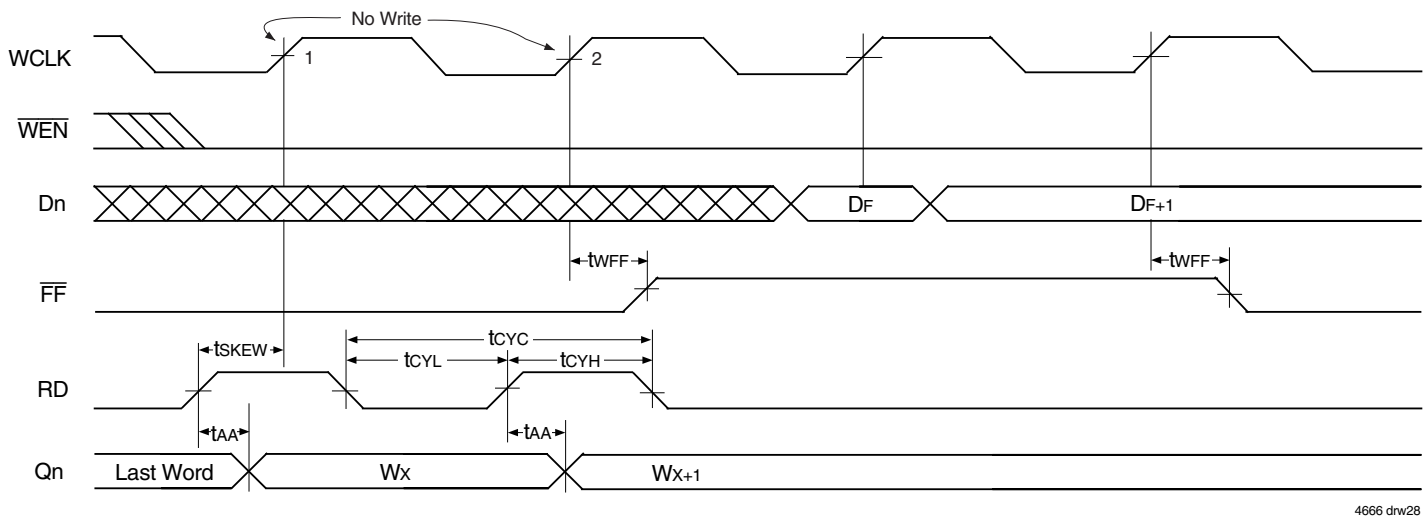 No Write
WCLK 1 2
WEN
Dn DF DF+1
tWFF tWFF
FF
tCYC
tSKEW tCYL tCYH
RD
tAA tAA
Qn Last Word WX WX+1
4666 drw28